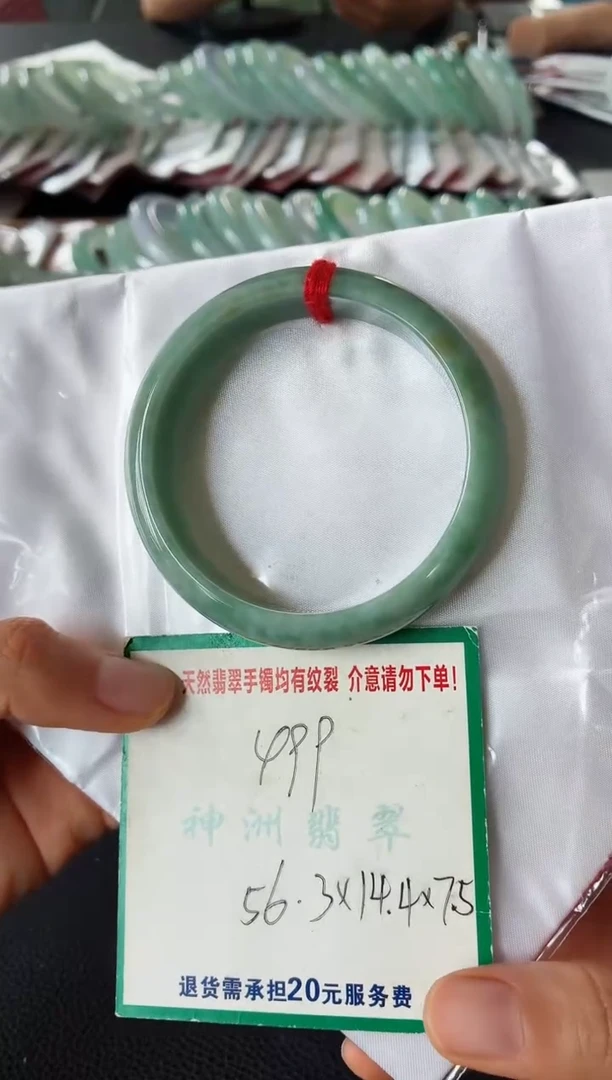 天然翡翠手镯均有纹裂 介意请勿下单！
499
神洲翡翠
56.3x14.4x7.5
退货需承担20元服务费